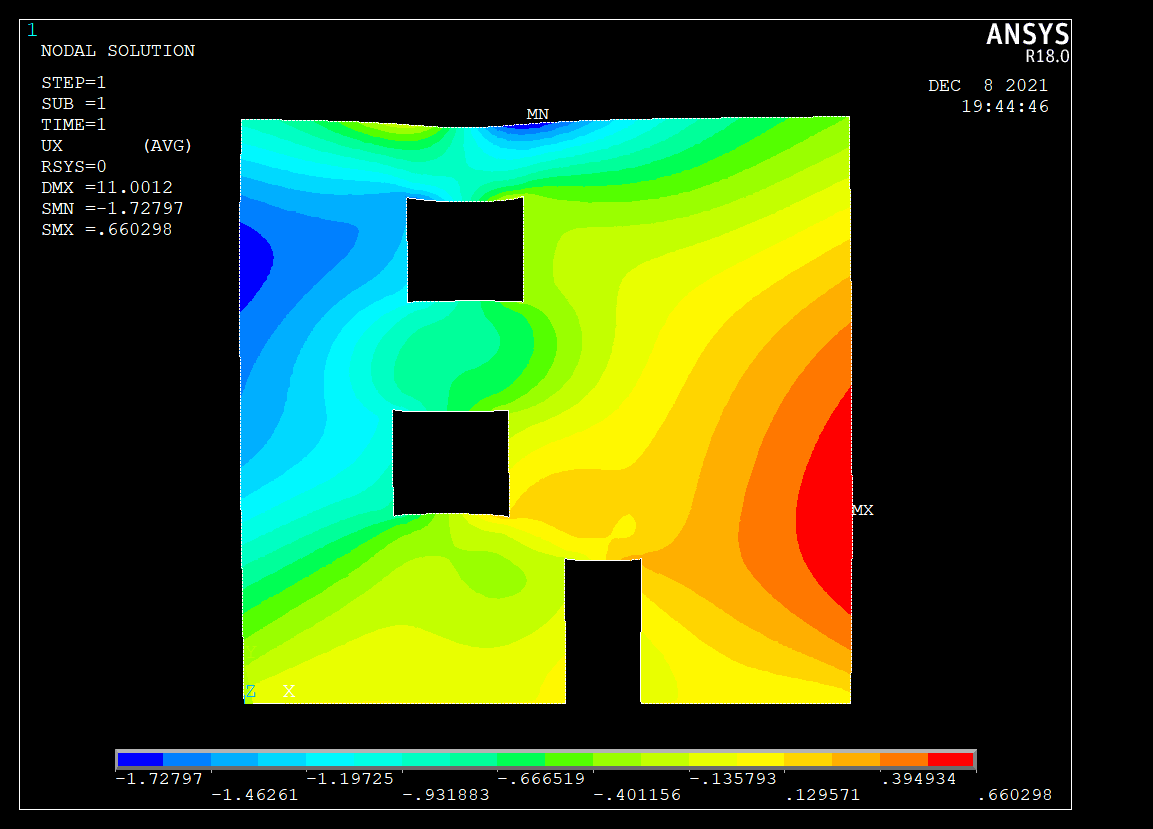 1
ANSYS
R18.0
NODAL SOLUTION
STEP=1
SUB =1
TIME=1
UX (AVG)
RSYS=0
DMX =11.0012
SMN =-1.72797
SMX =.660298
DEC 8 2021
19:44:46
MN
MX
Z X
-1.72797 -1.19725 -.666519 -.135793 .394934
-1.46261 -.931883 -.401156 .129571 .660298